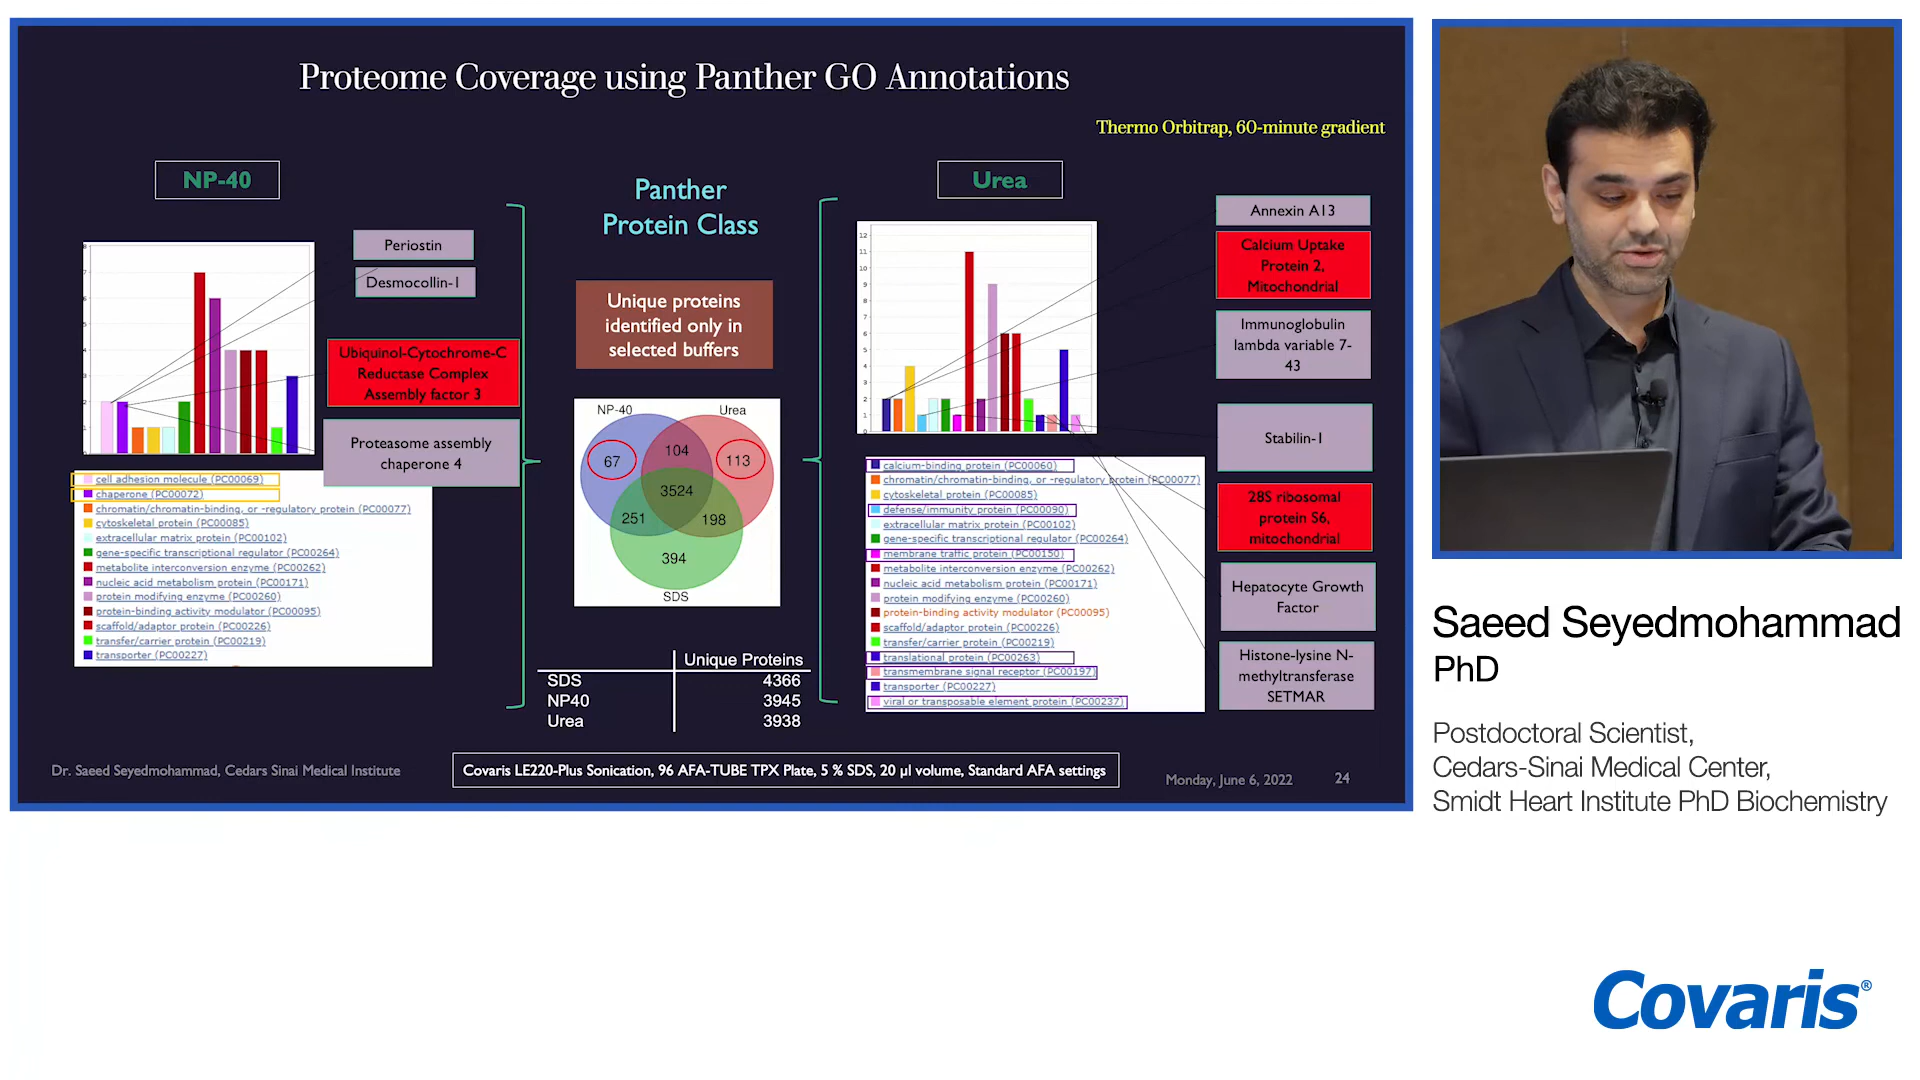 Proteome Coverage using Panther GO Annotations
Thermo Orbitrap, 60-minute gradient
NP-40
Periostin
Desmocollin-1
Ubiquinol-Cytochrome-C
Reductase Complex
Assembly factor 3
Proteasome assembly
chaperone 4
cell adhesion molecule (PC00069)
chaperone (PC00072)
chromatin/chromatin-binding, or -regulatory protein (PC00077)
cytoskeletal protein (PC00085)
extracellular matrix protein (PC00102)
gene-specific transcriptional regulator (PC00264)
metabolite interconversion enzyme (PC00262)
nucleic acid metabolism protein (PC00171)
protein modifying enzyme (PC00260)
protein-binding activity modulator (PC00095)
scaffold/adaptor protein (PC00226)
transfer/carrier protein (PC00219)
transporter (PC00227)
Panther
Protein Class
Unique proteins
identified only in
selected buffers
NP-40
Urea
67
104
113
3524
251
198
394
SDS
Unique Proteins
SDS 4366
NP40 3945
Urea 3938
Urea
12
11
10
9
8
7
6
5
4
3
2
1
calcium-binding protein (PC00060)
chromatin/chromatin-binding, or -regulatory protein (PC00077)
cytoskeletal protein (PC00085)
defense/immunity protein (PC00090)
extracellular matrix protein (PC00102)
gene-specific transcriptional regulator (PC00264)
membrane traffic protein (PC00150)
metabolite interconversion enzyme (PC00262)
nucleic acid metabolism protein (PC00171)
protein modifying enzyme (PC00260)
protein-binding activity modulator (PC00095)
scaffold/adaptor protein (PC00226)
transfer/carrier protein (PC00219)
translational protein (PC00263)
transmembrane signal receptor (PC00197)
transporter (PC00227)
viral or transposable element protein (PC00237)
Annexin A13
Calcium Uptake
Protein 2,
Mitochondrial
Immunoglobulin
lambda variable 7-
43
Stabilin-1
28S ribosomal
protein S6,
mitochondrial
Hepatocyte Growth
Factor
Histone-lysine N-
methyltransferase
SETMAR
Dr. Saeed Seyedmohammad, Cedars Sinai Medical Institute
Covaris LE220-Plus Sonication, 96 AFA-TUBE TPX Plate, 5 % SDS, 20 µl volume, Standard AFA settings
Monday, June 6, 2022
24
Saeed Seyedmohammad
PhD
Postdoctoral Scientist,
Cedars-Sinai Medical Center,
Smidt Heart Institute PhD Biochemistry
Covaris®